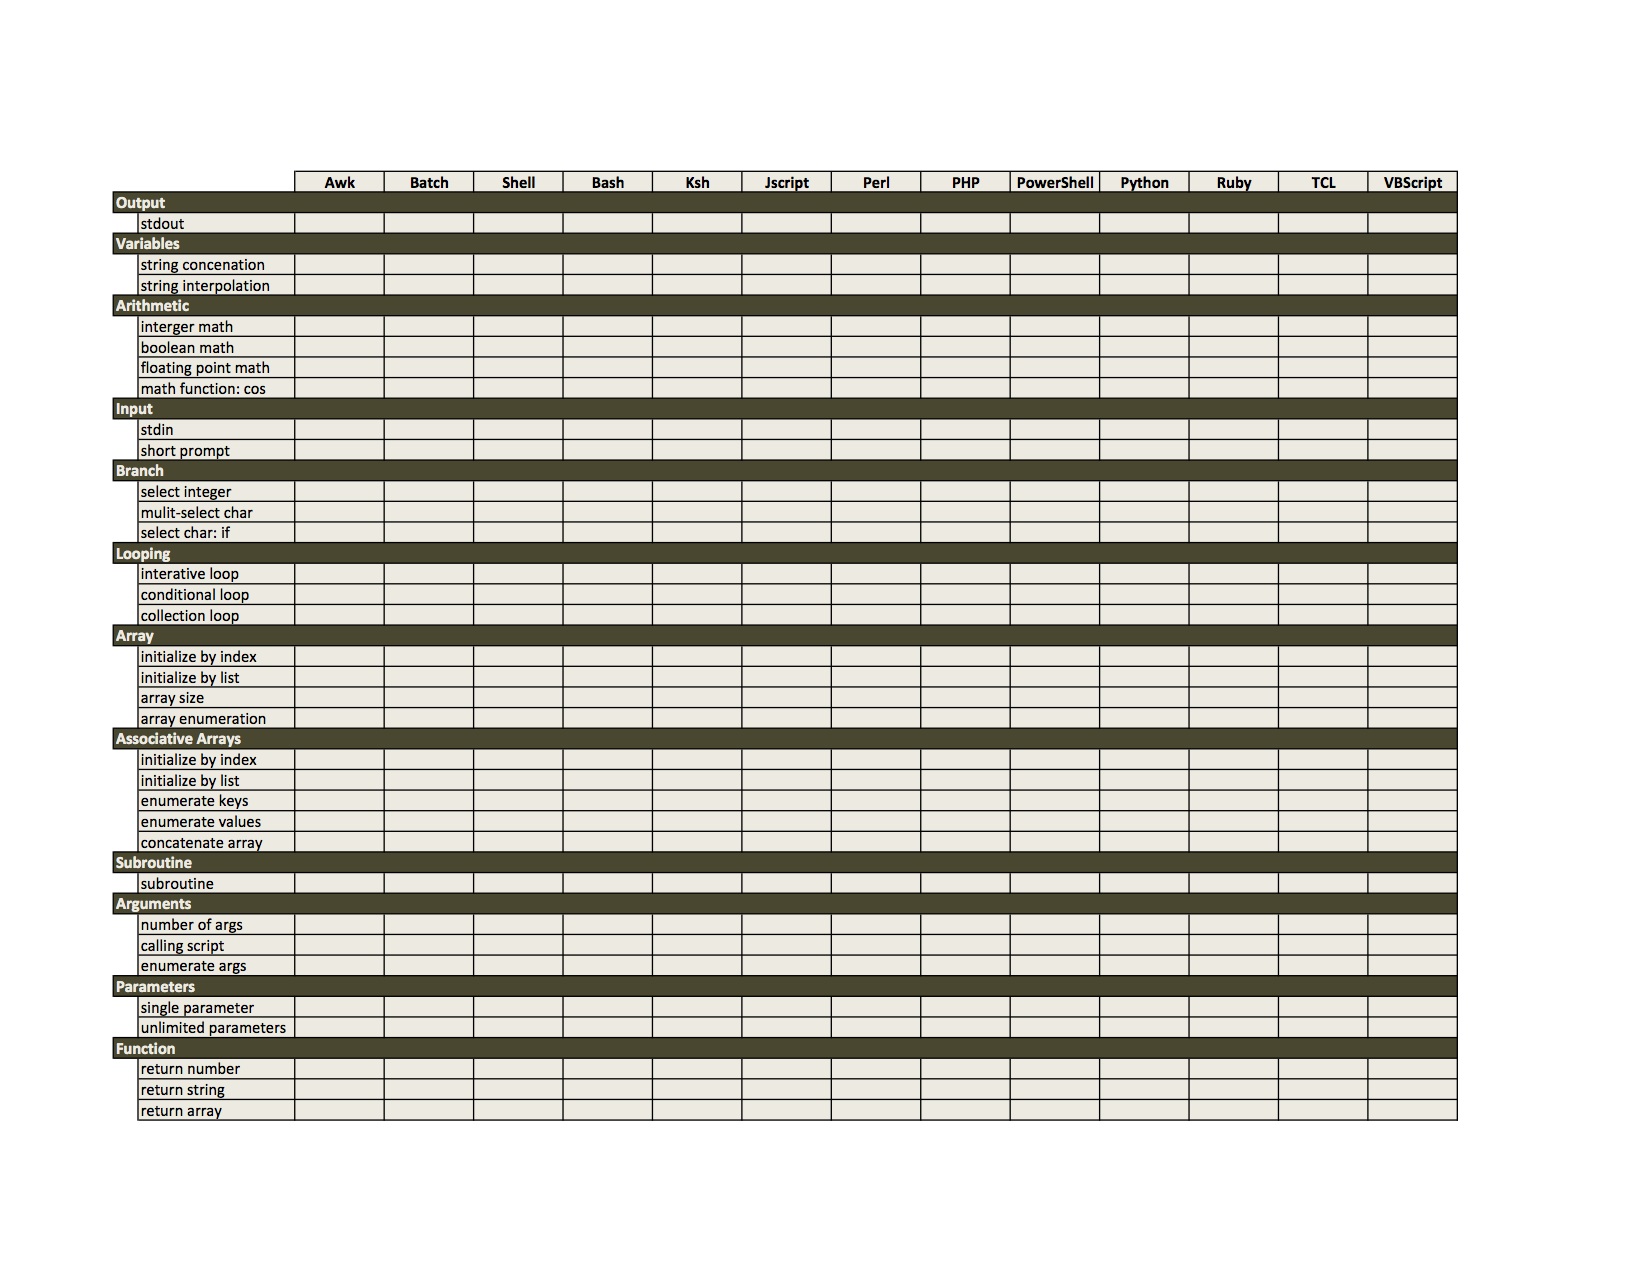 Awk Batch Shell Bash Ksh Jscript Perl PHP PowerShell Python Ruby TCL VBScript
Output
stdout
Variables
string concenation
string interpolation
Arithmetic
interger math
boolean math
floating point math
math function: cos
Input
stdin
short prompt
Branch
select integer
mulit-select char
select char: if
Looping
interative loop
conditional loop
collection loop
Array
initialize by index
initialize by list
array size
array enumeration
Associative Arrays
initialize by index
initialize by list
enumerate keys
enumerate values
concatenate array
Subroutine
subroutine
Arguments
number of args
calling script
enumerate args
Parameters
single parameter
unlimited parameters
Function
return number
return string
return array